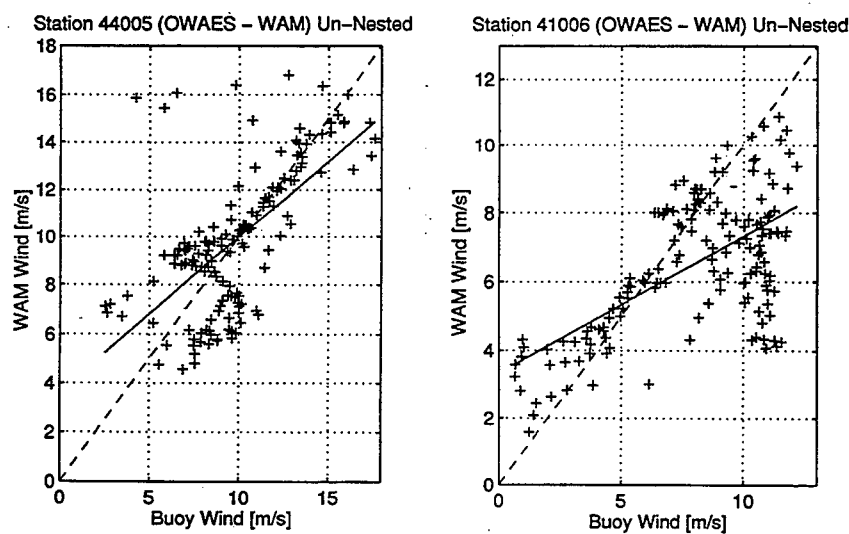 Station 44005 (OWAES – WAM) Un–Nested
18
16
14
12
10
8
6
4
2
0
WAM Wind [m/s]
0 5 10 15
Buoy Wind [m/s]
Station 41006 (OWAES – WAM) Un–Nested
12
10
8
6
4
2
0
WAM Wind [m/s]
0 5 10
Buoy Wind [m/s]